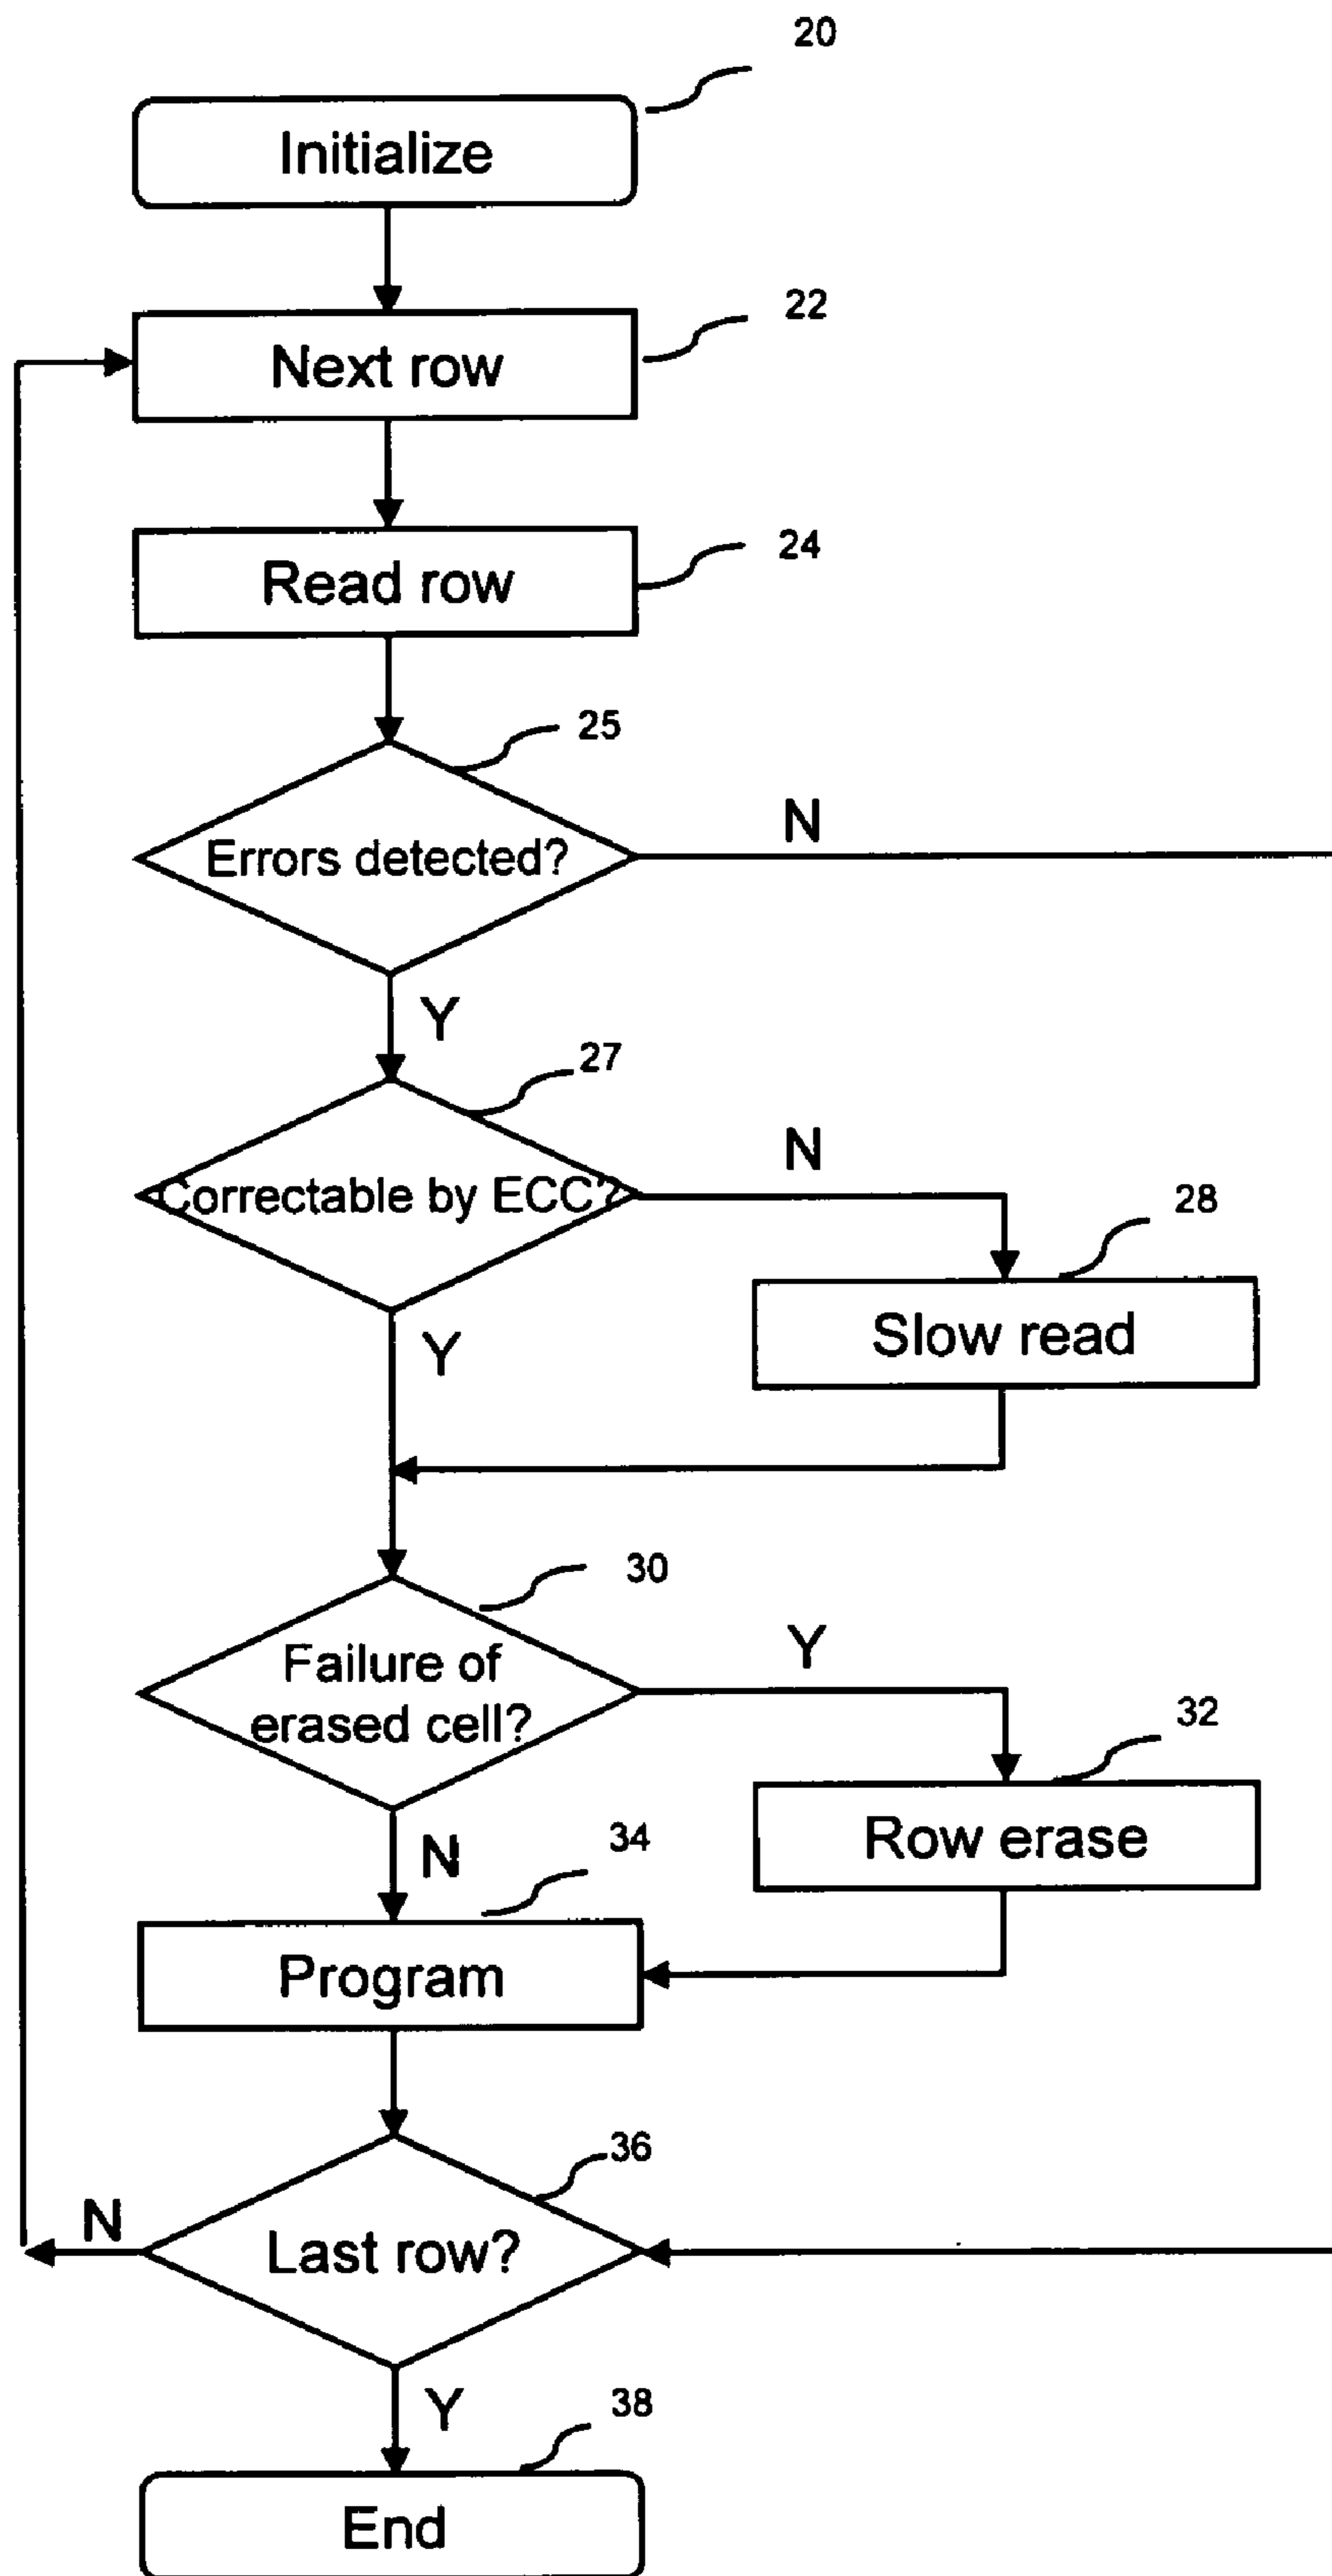 20
Initialize
22
Next row
24
Read row
25
Errors detected?
N
Y
27
Correctable by ECC?
N
28
Slow read
Y
30
Failure of
erased cell?
Y
32
Row erase
N
34
Program
36
Last row?
N
Y
38
End